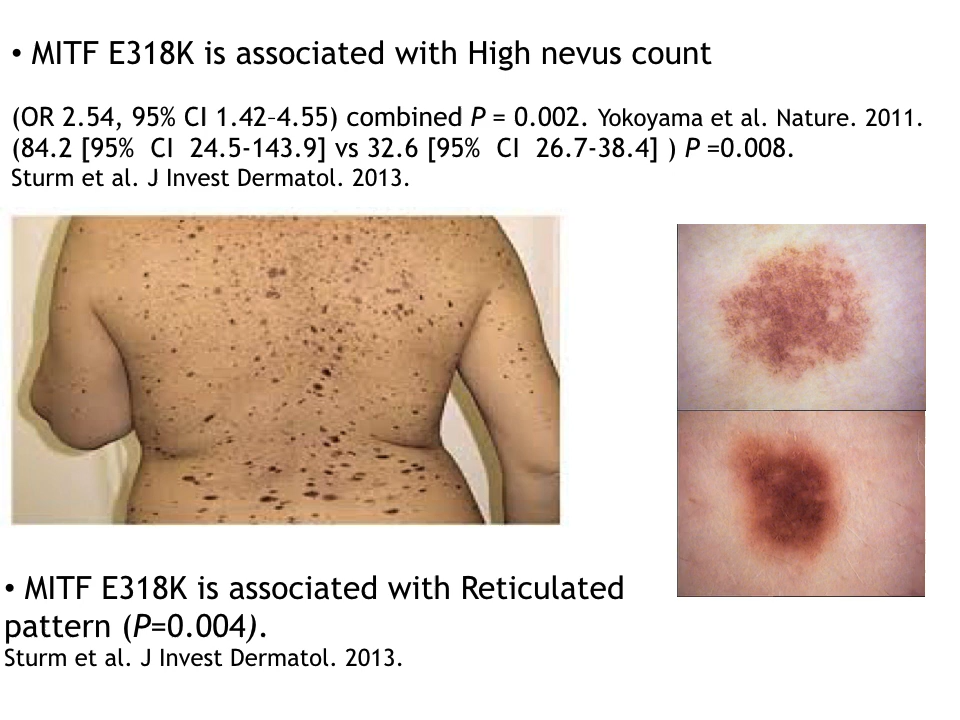 • MITF E318K is associated with High nevus count
(OR 2.54, 95% CI 1.42–4.55) combined P = 0.002. Yokoyama et al. Nature. 2011.
(84.2 [95% CI 24.5-143.9] vs 32.6 [95% CI 26.7-38.4] ) P =0.008.
Sturm et al. J Invest Dermatol. 2013.
• MITF E318K is associated with Reticulated
pattern (P=0.004).
Sturm et al. J Invest Dermatol. 2013.